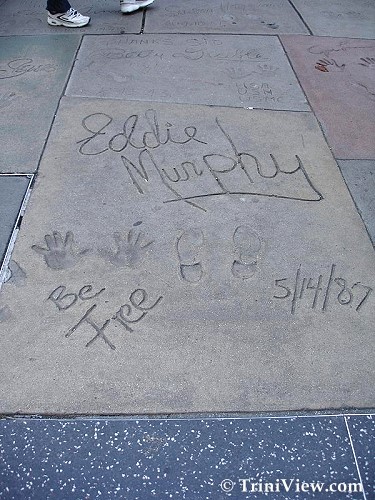 Eddie
Murphy
Be
Free
5/14/87
© TriniView.com